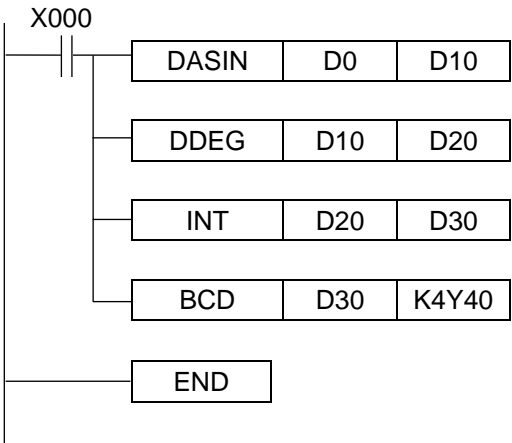 X000
DASIN D0 D10
DDEG D10 D20
INT D20 D30
BCD D30 K4Y40
END